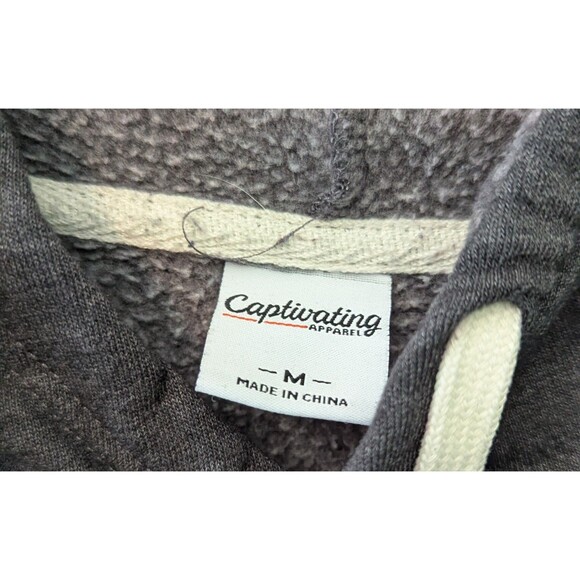 Captivating
APPAREL
- M -
MADE IN CHINA